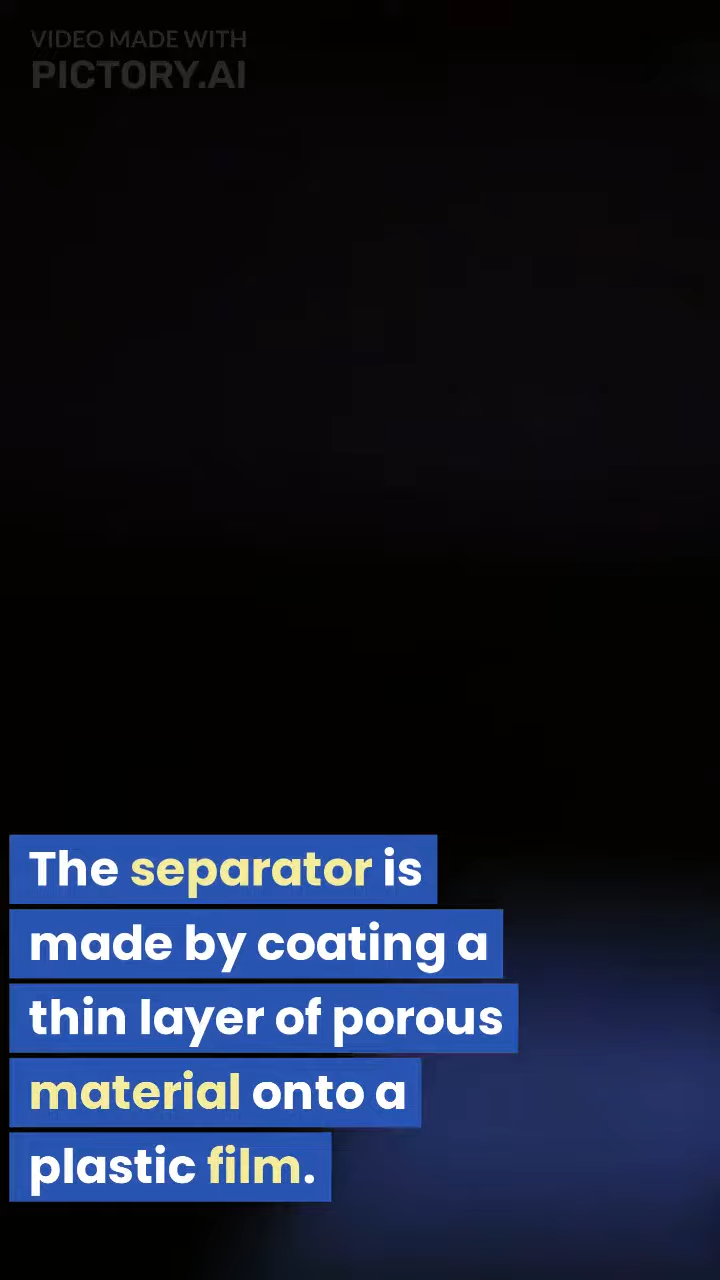 VIDEO MADE WITH
PICTORY.AI
The separator is
made by coating a
thin layer of porous
material onto a
plastic film.